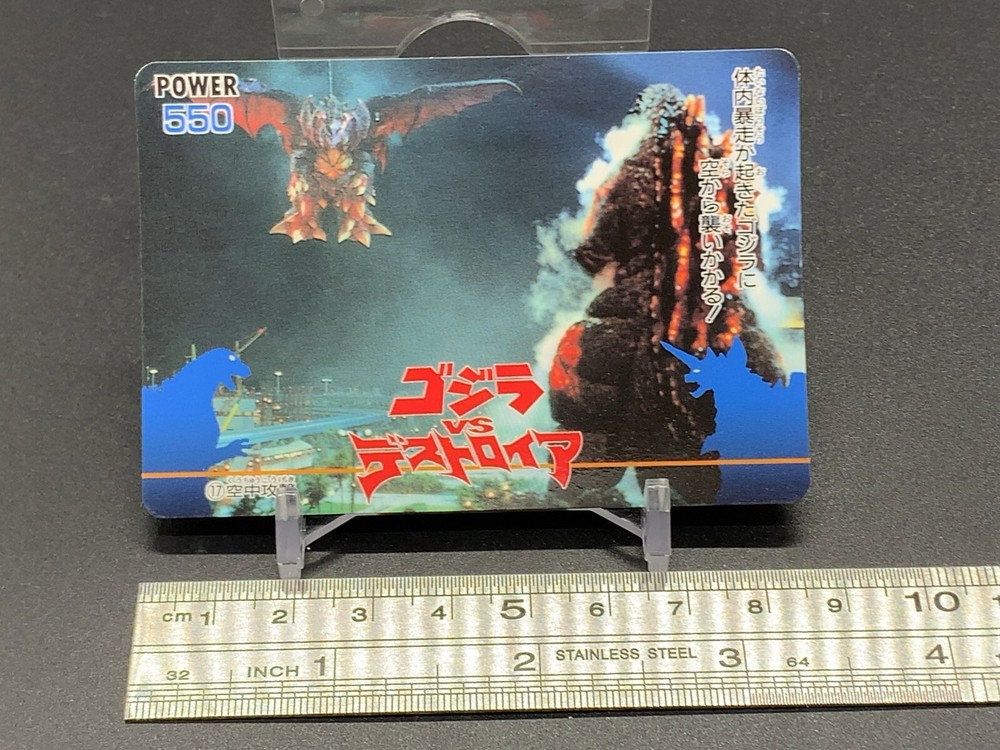 POWER
550
体内暴走が起きたゴジラに
空から襲いかかる!
ゴジラ
VS
デストロイア
⑰空中攻撃
cm 1 2 3 4 5 6 7 8 9 10
32 INCH 1 2 STAINLESS STEEL 3 64 4